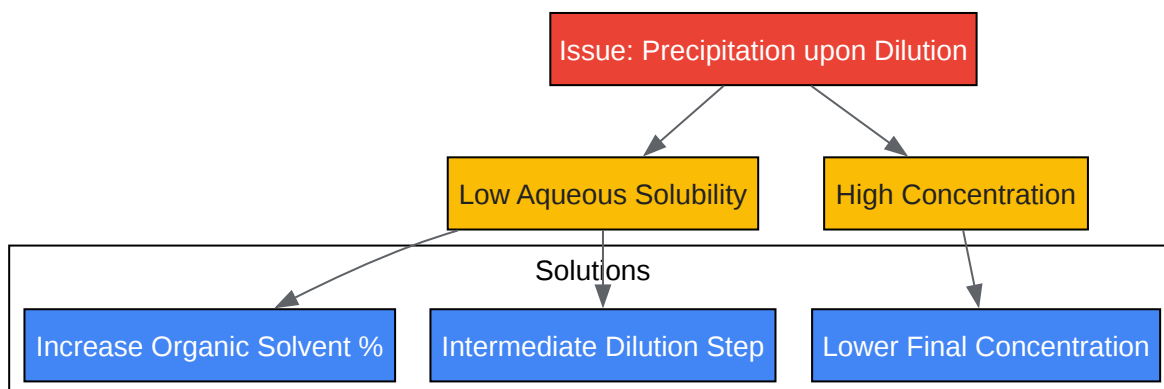 Issue: Precipitation upon Dilution
Low Aqueous Solubility
High Concentration
Solutions
Increase Organic Solvent %
Intermediate Dilution Step
Lower Final Concentration